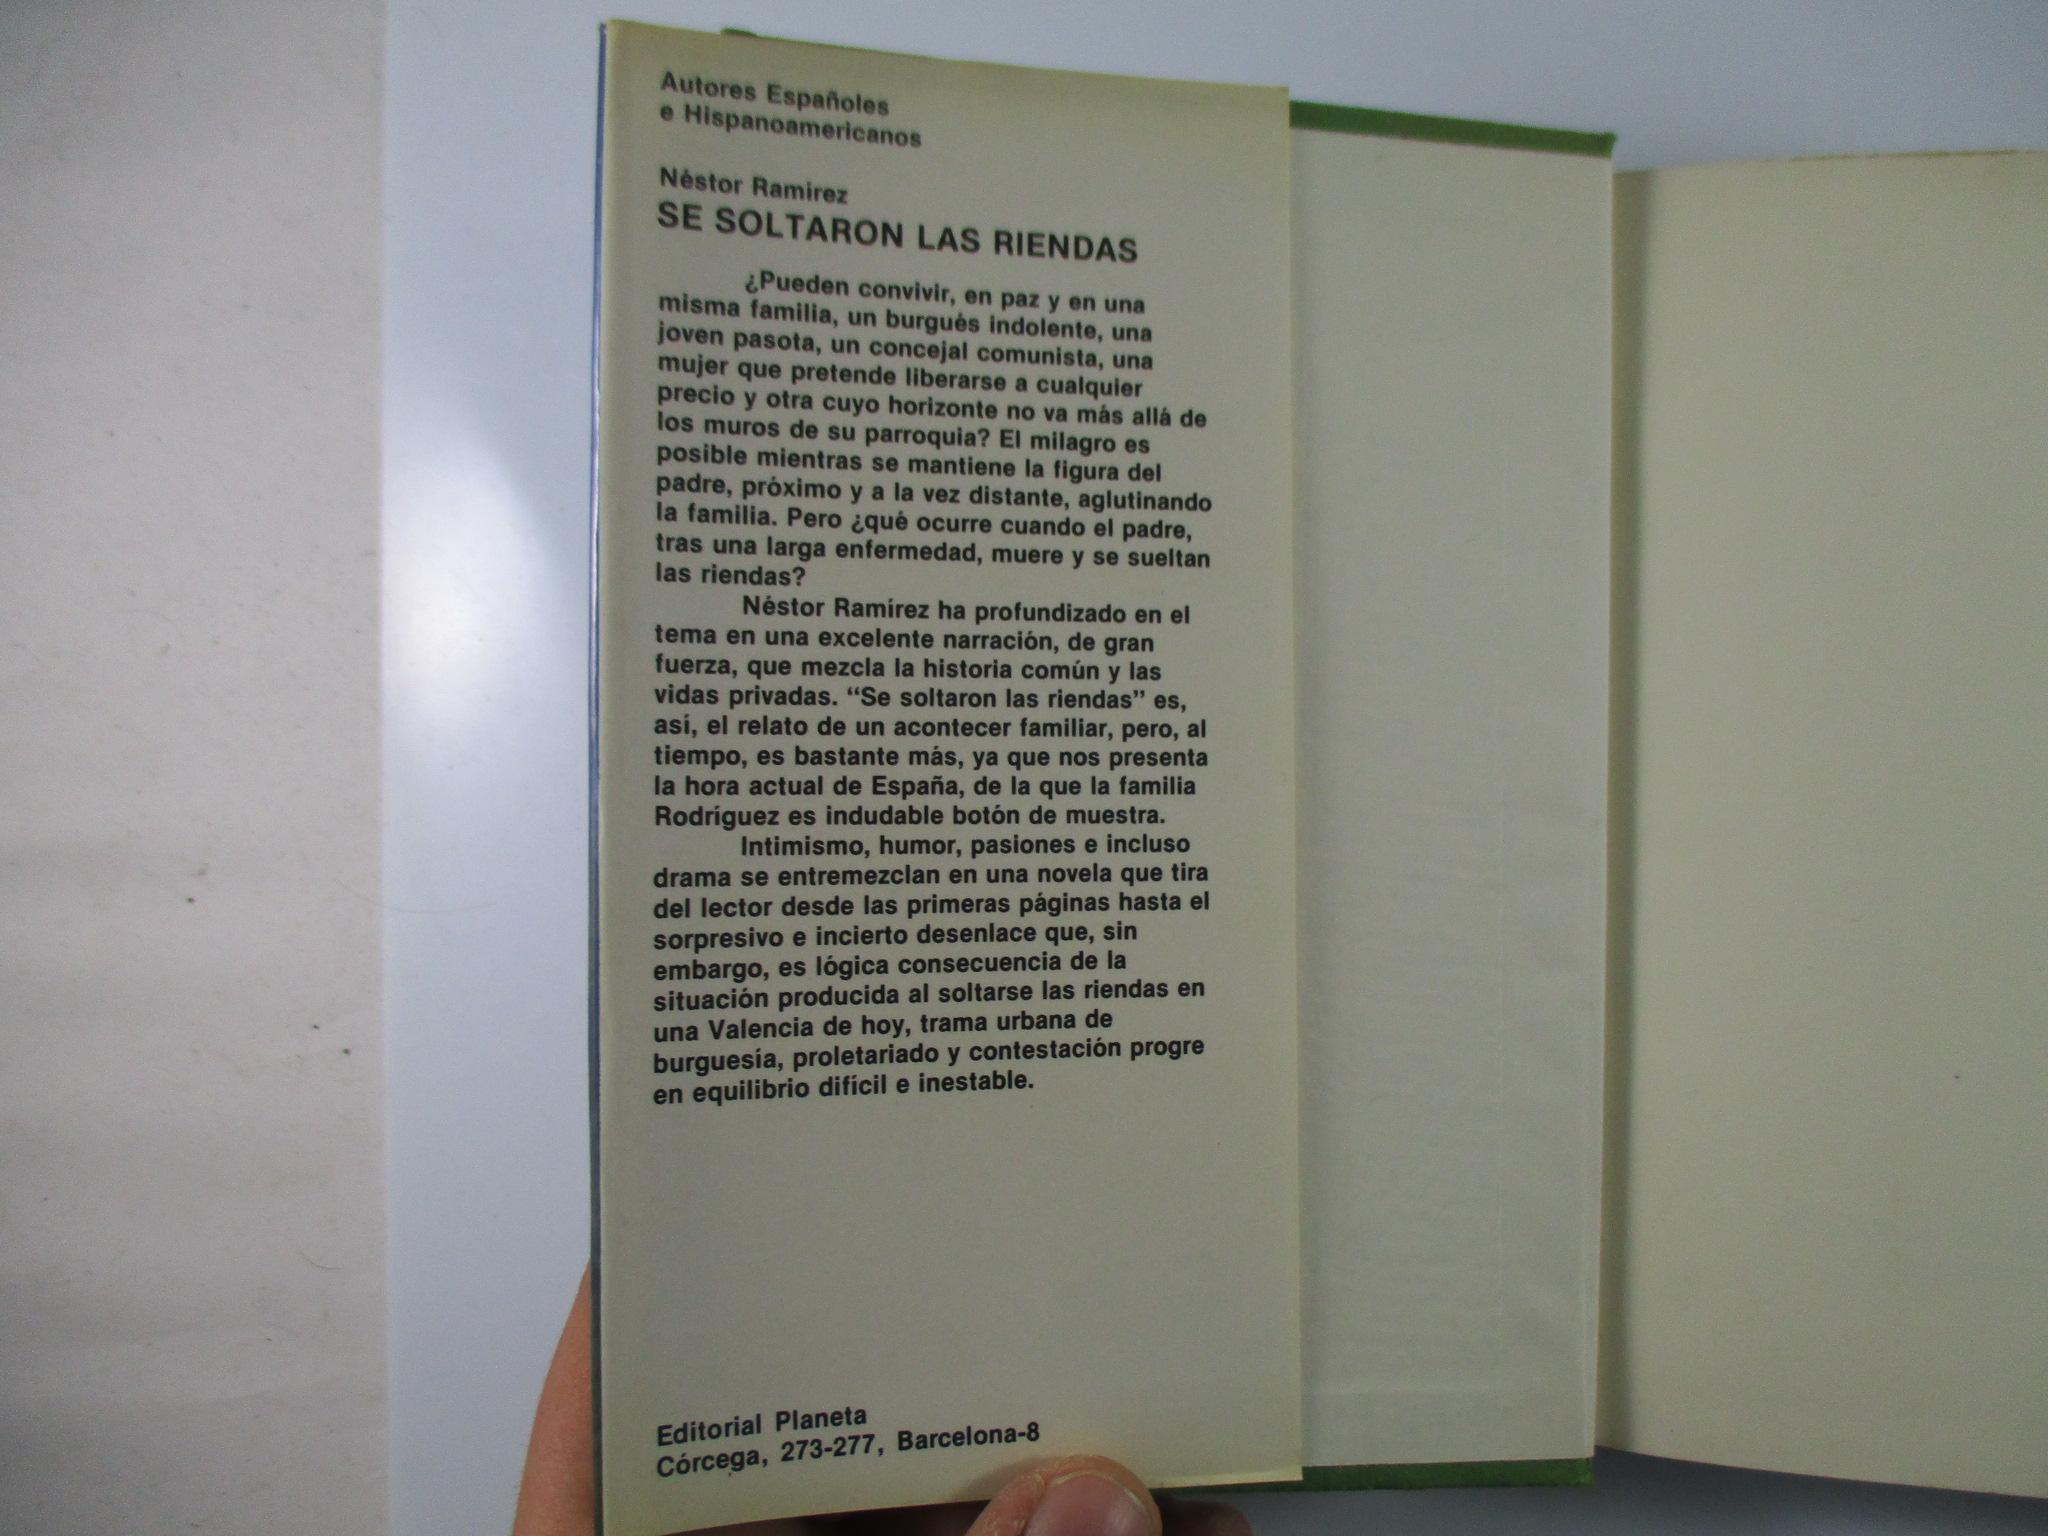 Autores Españoles
e Hispanoamericanos
Néstor Ramírez
SE SOLTARON LAS RIENDAS
¿Pueden convivir, en paz y en una
misma familia, un burgués indolente, una
joven pasota, un concejal comunista, una
mujer que pretende liberarse a cualquier
precio y otra cuyo horizonte no va más allá de
los muros de su parroquia? El milagro es
posible mientras se mantiene la figura del
padre, próximo y a la vez distante, aglutinando
la familia. Pero ¿qué ocurre cuando el padre,
tras una larga enfermedad, muere y se sueltan
las riendas?
Néstor Ramírez ha profundizado en el
tema en una excelente narración, de gran
fuerza, que mezcla la historia común y las
vidas privadas. “Se soltaron las riendas” es,
así, el relato de un acontecer familiar, pero, al
tiempo, es bastante más, ya que nos presenta
la hora actual de España, de la que la familia
Rodríguez es indudable botón de muestra.
Intimismo, humor, pasiones e incluso
drama se entremezclan en una novela que tira
del lector desde las primeras páginas hasta el
sorpresivo e incierto desenlace que, sin
embargo, es lógica consecuencia de la
situación producida al soltarse las riendas en
una Valencia de hoy, trama urbana de
burguesía, proletariado y contestación progre
en equilibrio difícil e inestable.
Editorial Planeta
Córcega, 273-277, Barcelona-8